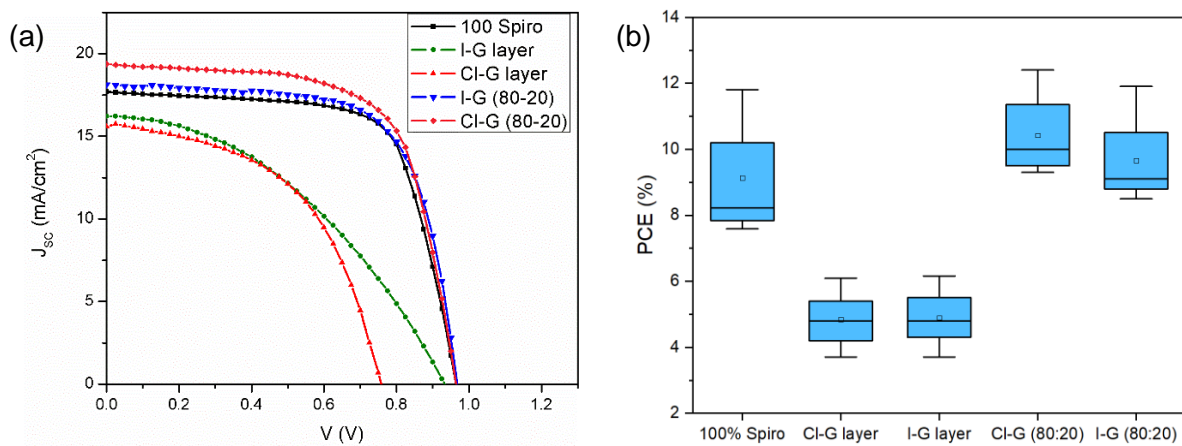 (a)
100 Spiro
I-G layer
Cl-G layer
I-G (80-20)
Cl-G (80-20)
20
15
10
5
0
J_SC (mA/cm²)
0.0 0.2 0.4 0.6 0.8 1.0 1.2
V (V)
(b)
14
12
10
8
6
4
2
PCE (%)
100% Spiro Cl-G layer I-G layer Cl-G (80:20) I-G (80:20)